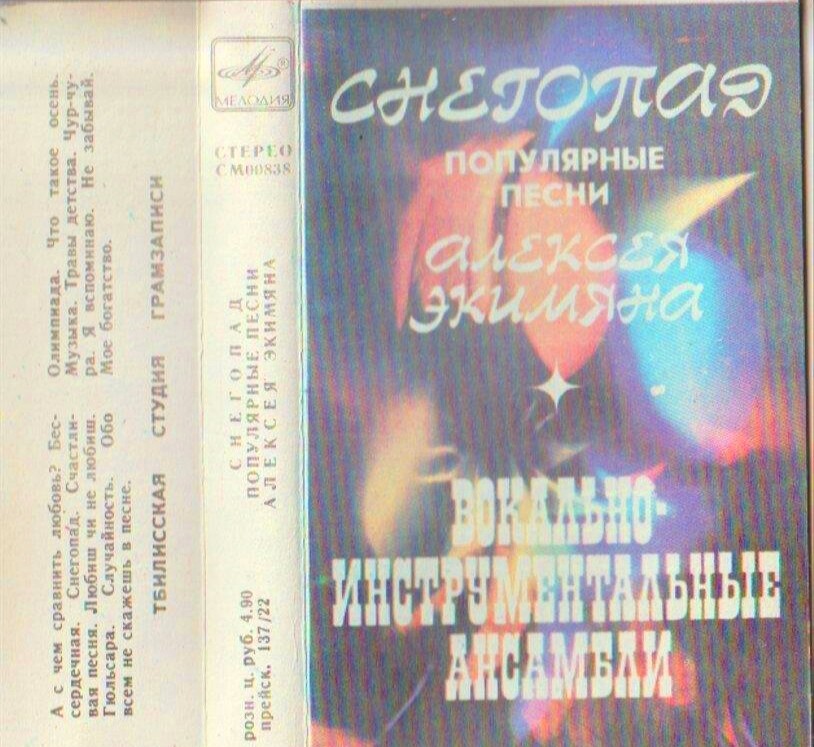 СНЕГОПАД
ПОПУЛЯРНЫЕ
ПЕСНИ
АЛЕКСЕЯ
ЭКИМЯНА
ВОКАЛЬНО-
ИНСТРУМЕНТАЛЬНЫЕ
АНСАМБЛИ
МЕЛОДИЯ
®
СТЕРЕО
СМ00838
СНЕГОПАД
ПОПУЛЯРНЫЕ ПЕСНИ
АЛЕКСЕЯ ЭКИМЯНА
розн. ц. руб. 4.90
прейск. 137/22
А с чем сравнить любовь? Бес-
сердечная. Снегопад. Счастли-
вая песня. Любиш чи не любиш.
Гюльсара. Случайность. Обо
всем не скажешь в песне.
Олимпиада. Что такое осень.
Музыка. Травы детства. Чур-чу-
ра. Я вспоминаю. Не забывай.
Мое богатство.
ТБИЛИССКАЯ СТУДИЯ ГРАМЗАПИСИ